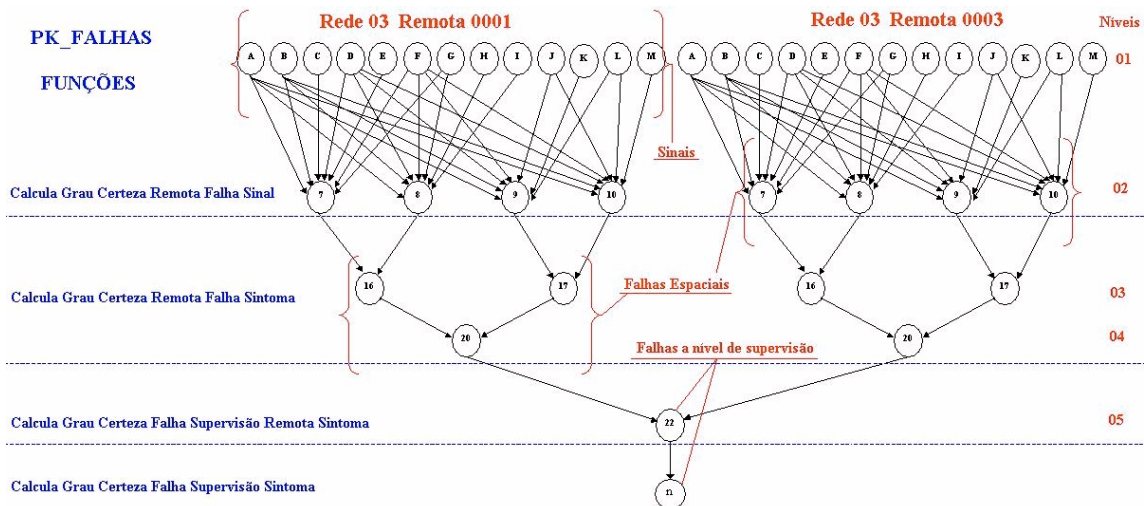 Rede 03 Remota 0001
Rede 03 Remota 0003
Níveis
PK_FALHAS
FUNÇÕES
A B C D E F G H I J K L M
A B C D E F G H I J K L M
01
Sinais
Calcula Grau Certeza Remota Falha Sinal
7 8 9 10
7 8 9 10
02
Calcula Grau Certeza Remota Falha Sintoma
16 17
Falhas Espaciais
16 17
03
20
20
04
Falhas a nível de supervisão
Calcula Grau Certeza Falha Supervisão Remota Sintoma
22
05
Calcula Grau Certeza Falha Supervisão Sintoma
n